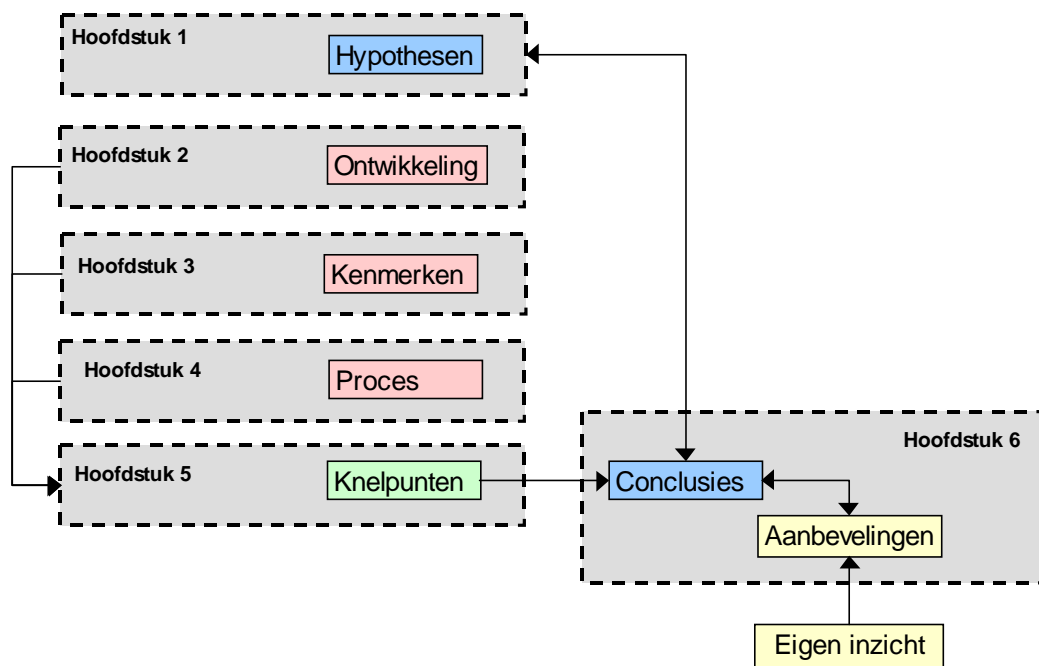 Hoofdstuk 1
Hypothesen
Hoofdstuk 2
Ontwikkeling
Hoofdstuk 3
Kenmerken
Hoofdstuk 4
Proces
Hoofdstuk 5
Knelpunten
Hoofdstuk 6
Conclusies
Aanbevelingen
Eigen inzicht